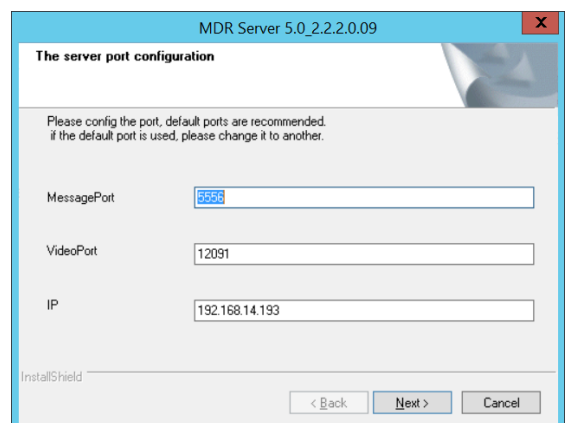 MDR Server 5.0_2.2.2.0.09
X
The server port configuration
Please config the port, default ports are recommended.
if the default port is used, please change it to another.
MessagePort 5556
VideoPort 12091
IP 192.168.14.193
InstallShield
< Back Next > Cancel